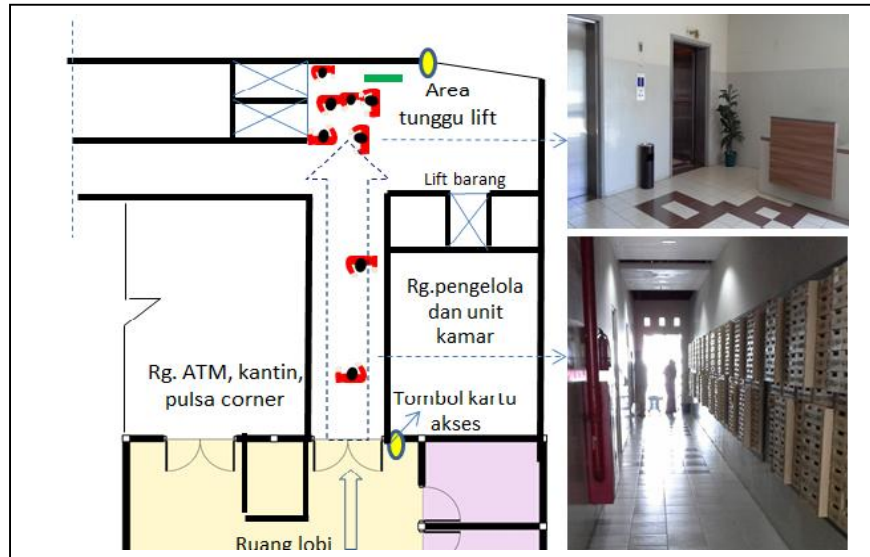 Area
tunggu lift
Lift barang
Rg.pengelola
dan unit
kamar
Rg. ATM, kantin,
pulsa corner
Tombol kartu
akses
Ruang lobi